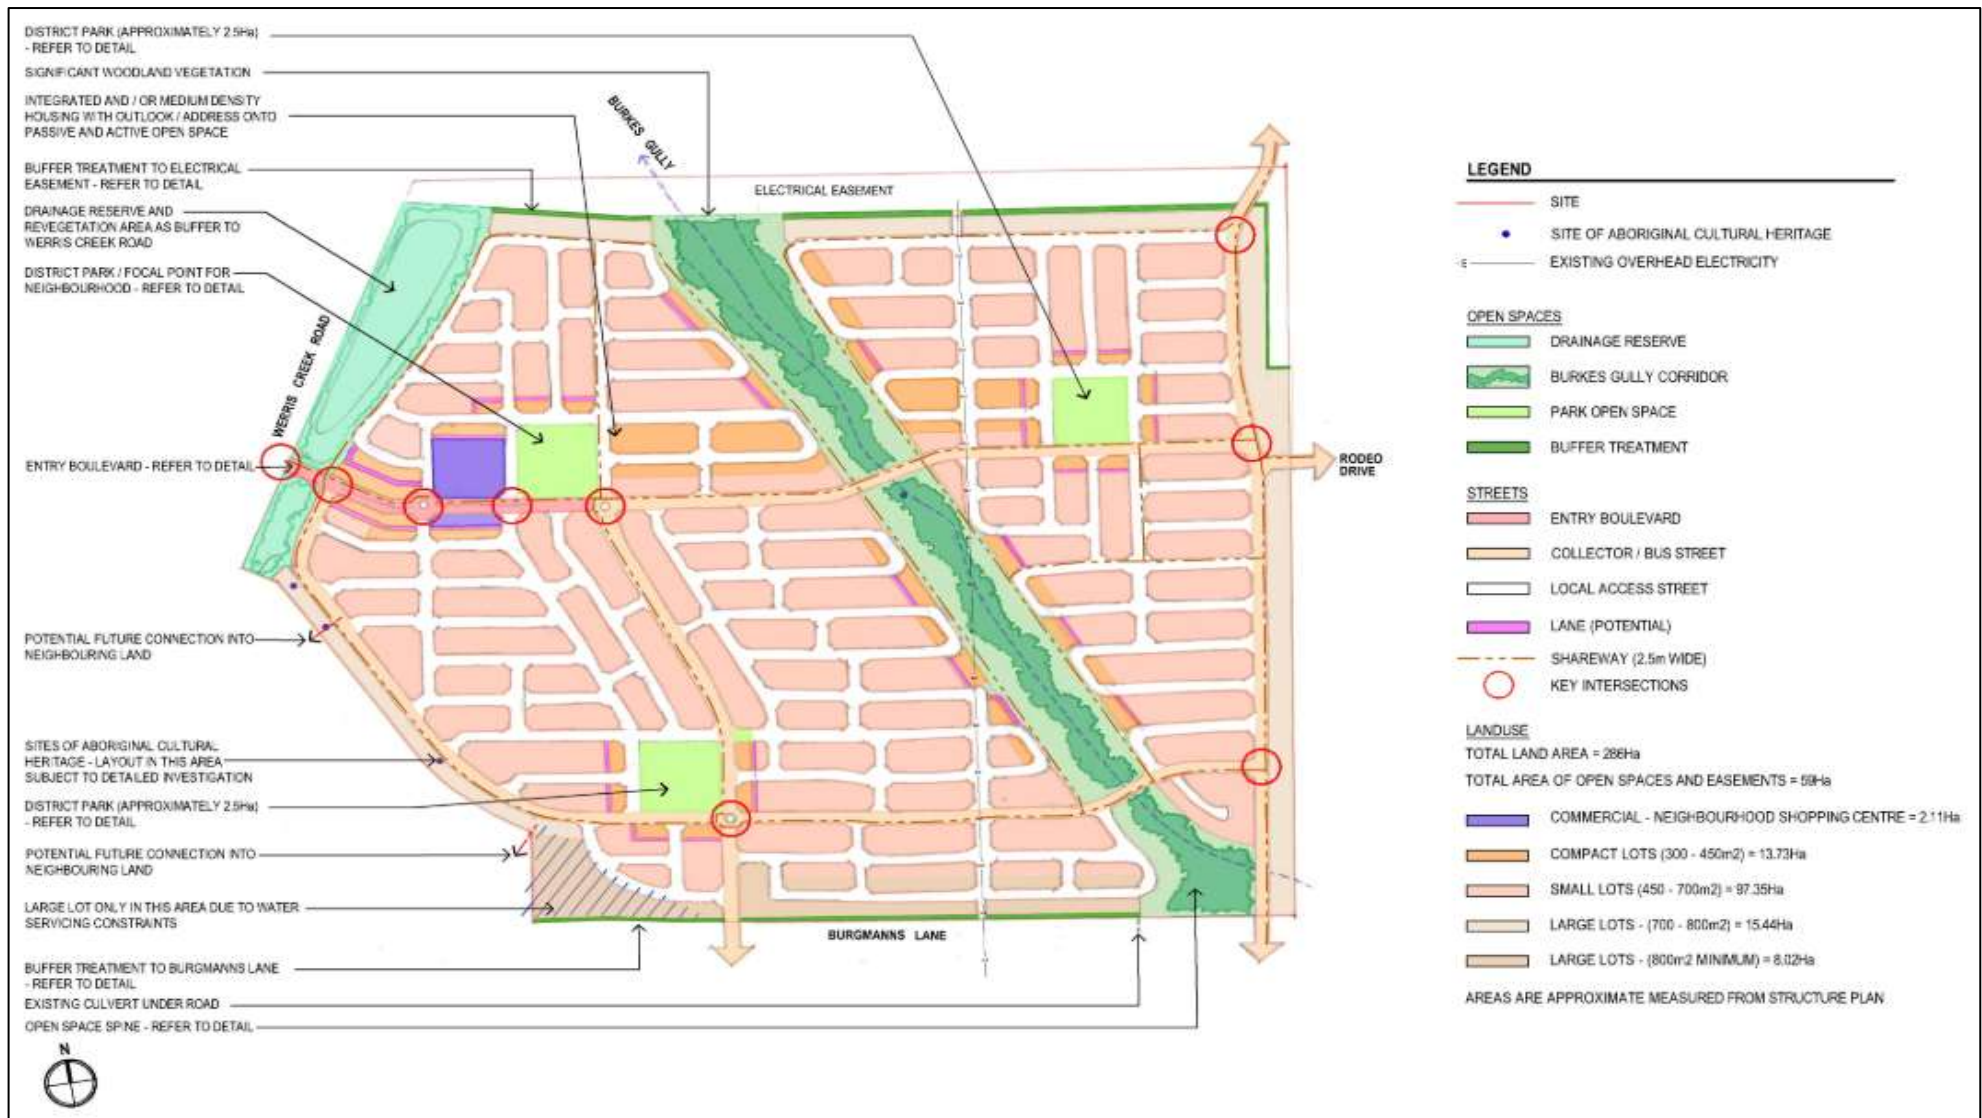 DISTRICT PARK (APPROXIMATELY 2.5Ha)
- REFER TO DETAIL
SIGNIFICANT WOODLAND VEGETATION
INTEGRATED AND / OR MEDIUM DENSITY
HOUSING WITH OUTLOOK / ADDRESS ONTO
PASSIVE AND ACTIVE OPEN SPACE
BUFFER TREATMENT TO ELECTRICAL
EASEMENT - REFER TO DETAIL
DRAINAGE RESERVE AND
REVEGETATION AREA AS BUFFER TO
WERRIS CREEK ROAD
DISTRICT PARK / FOCAL POINT FOR
NEIGHBOURHOOD - REFER TO DETAIL
ENTRY BOULEVARD - REFER TO DETAIL
POTENTIAL FUTURE CONNECTION INTO
NEIGHBOURING LAND
SITES OF ABORIGINAL CULTURAL
HERITAGE - LAYOUT IN THIS AREA
SUBJECT TO DETAILED INVESTIGATION
DISTRICT PARK (APPROXIMATELY 2.5Ha)
- REFER TO DETAIL
POTENTIAL FUTURE CONNECTION INTO
NEIGHBOURING LAND
LARGE LOT ONLY IN THIS AREA DUE TO WATER
SERVICING CONSTRAINTS
BUFFER TREATMENT TO BURGMANNS LANE
- REFER TO DETAIL
EXISTING CULVERT UNDER ROAD
OPEN SPACE SPINE - REFER TO DETAIL
N
BURKES GULLY
ELECTRICAL EASEMENT
WERRIS CREEK ROAD
RODEO
DRIVE
BURGMANNS LANE
LEGEND
SITE
SITE OF ABORIGINAL CULTURAL HERITAGE
E
EXISTING OVERHEAD ELECTRICITY
OPEN SPACES
DRAINAGE RESERVE
BURKES GULLY CORRIDOR
PARK OPEN SPACE
BUFFER TREATMENT
STREETS
ENTRY BOULEVARD
COLLECTOR / BUS STREET
LOCAL ACCESS STREET
LANE (POTENTIAL)
SHAREWAY (2.5m WIDE)
KEY INTERSECTIONS
LANDUSE
TOTAL LAND AREA = 286Ha
TOTAL AREA OF OPEN SPACES AND EASEMENTS = 59Ha
COMMERCIAL - NEIGHBOURHOOD SHOPPING CENTRE = 2.11Ha
COMPACT LOTS (300 - 450m2) = 13.73Ha
SMALL LOTS (450 - 700m2) = 97.35Ha
LARGE LOTS - (700 - 800m2) = 15.44Ha
LARGE LOTS - (800m2 MINIMUM) = 8.02Ha
AREAS ARE APPROXIMATE MEASURED FROM STRUCTURE PLAN